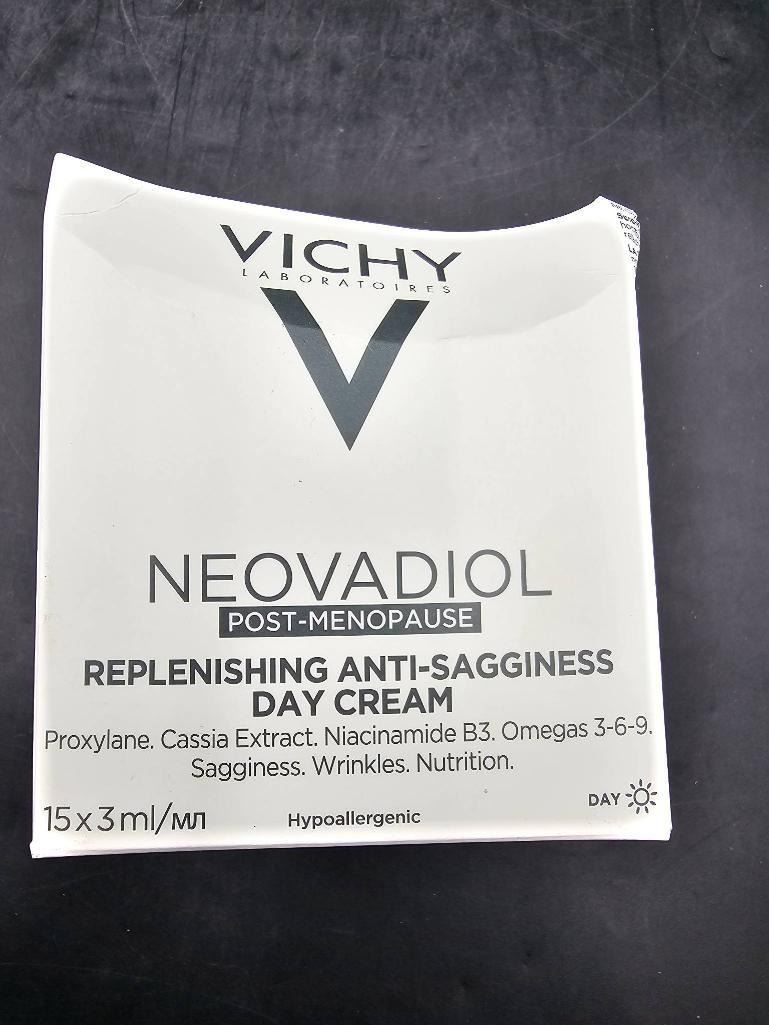 VICHY
LABORATOIRES
V
NEOVADIOL
POST-MENOPAUSE
REPLENISHING ANTI-SAGGINESS
DAY CREAM
Proxylane. Cassia Extract. Niacinamide B3. Omegas 3-6-9.
Sagginess. Wrinkles. Nutrition.
DAY
15 x 3 ml/мл
Hypoallergenic